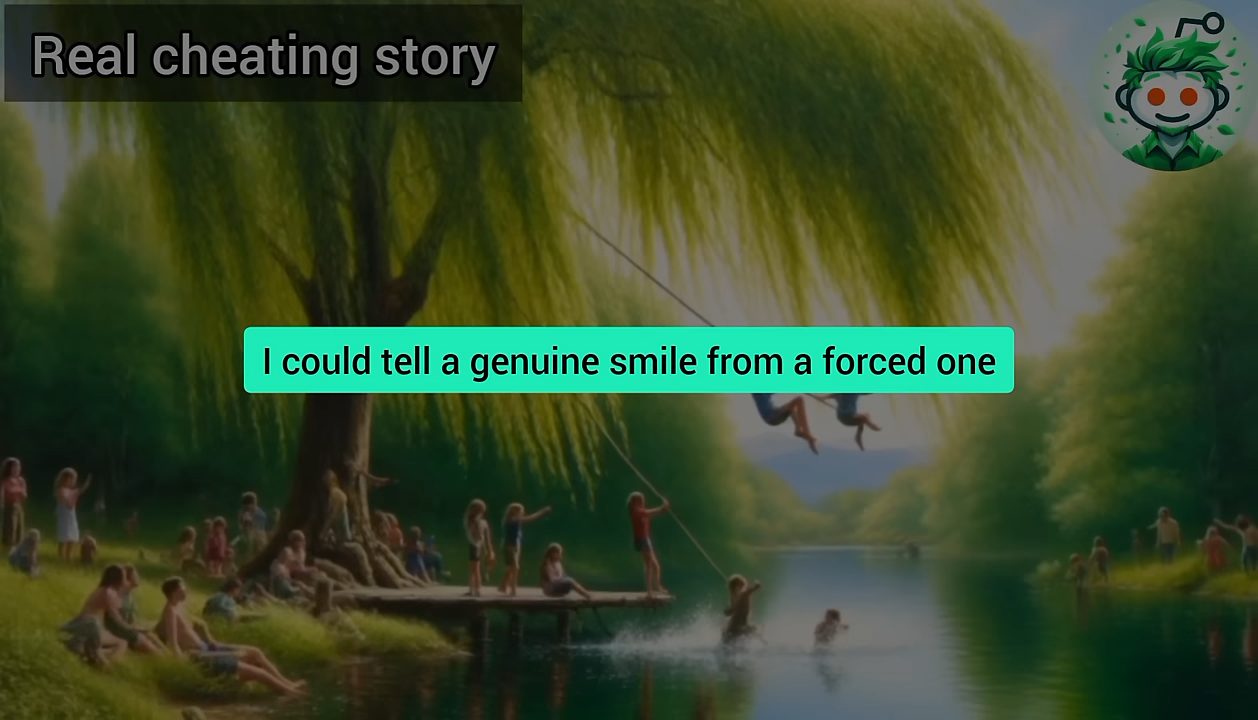 Real cheating story
I could tell a genuine smile from a forced one